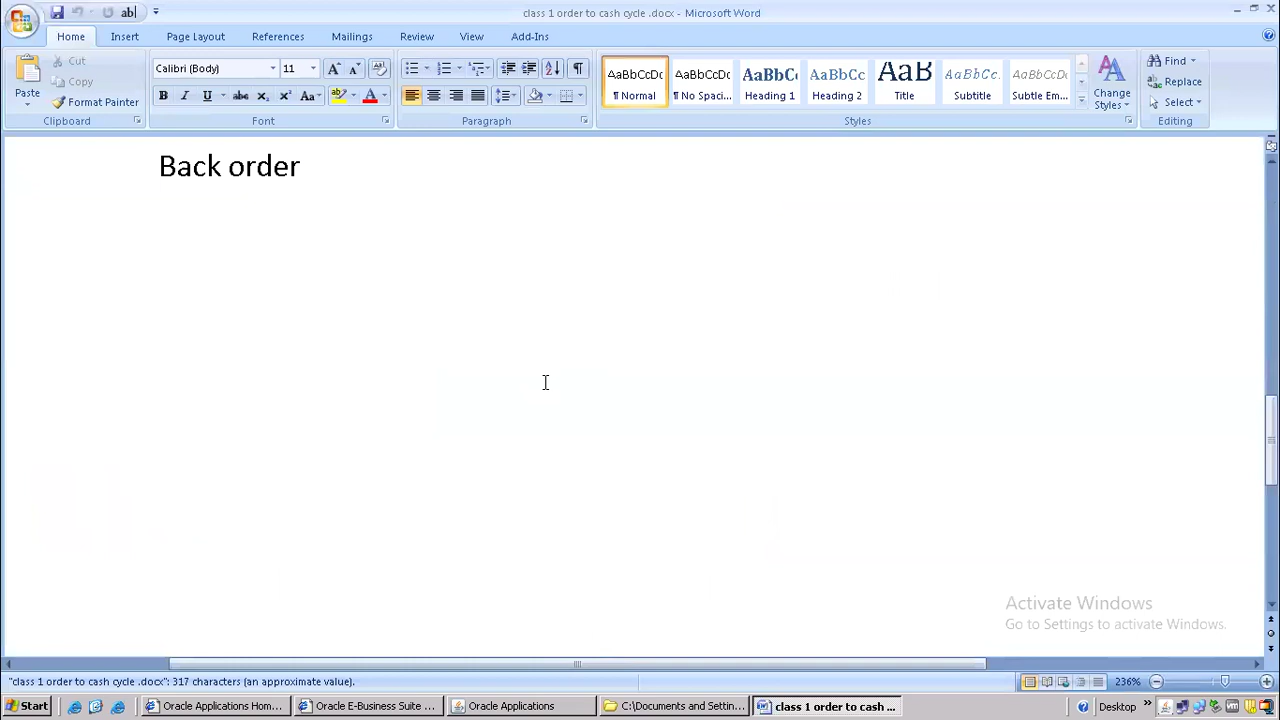 class 1 order to cash cycle .docx - Microsoft Word
Home Insert Page Layout References Mailings Review View Add-Ins
Paste
Cut
Copy
Format Painter
Clipboard
Calibri (Body) 11
Font
Paragraph
AaBbCcDc AaBbCcDc AaBbC AaBbCc AaB AaBbCc. AaBbCcDc
¶ Normal ¶ No Spaci... Heading 1 Heading 2 Title Subtitle Subtle Em...
Change Styles
Styles
Find
Replace
Select
Editing
Back order
Activate Windows
Go to Settings to activate Windows.
"class 1 order to cash cycle .docx": 317 characters (an approximate value).
236%
Start Oracle Applications Hom... Oracle E-Business Suite ... Oracle Applications C:\Documents and Settin... class 1 order to cash ... Desktop